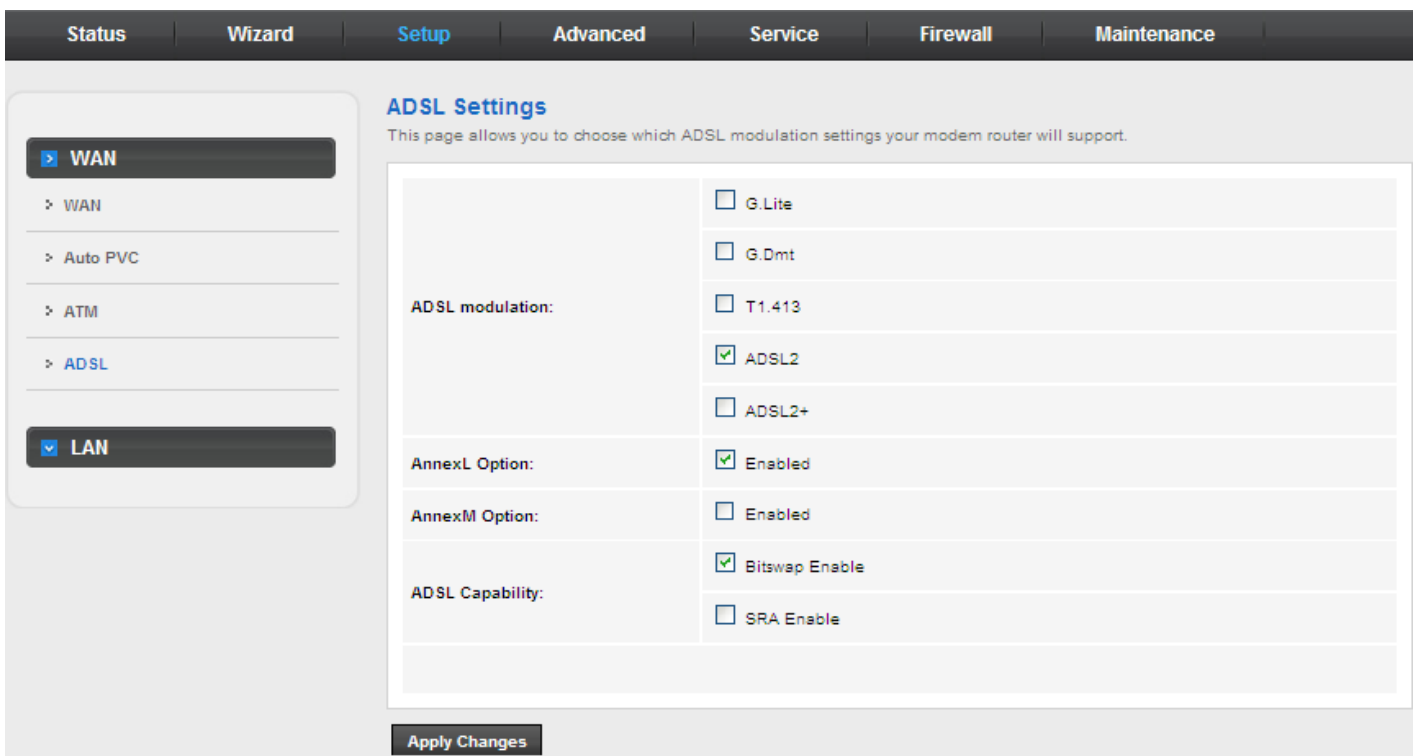 Status Wizard Setup Advanced Service Firewall Maintenance
WAN
WAN
Auto PVC
ATM
ADSL
LAN
ADSL Settings
This page allows you to choose which ADSL modulation settings your modem router will support.
ADSL modulation:
G.Lite
G.Dmt
T1.413
ADSL2
ADSL2+
AnnexL Option:
Enabled
AnnexM Option:
Enabled
ADSL Capability:
Bitswap Enable
SRA Enable
Apply Changes